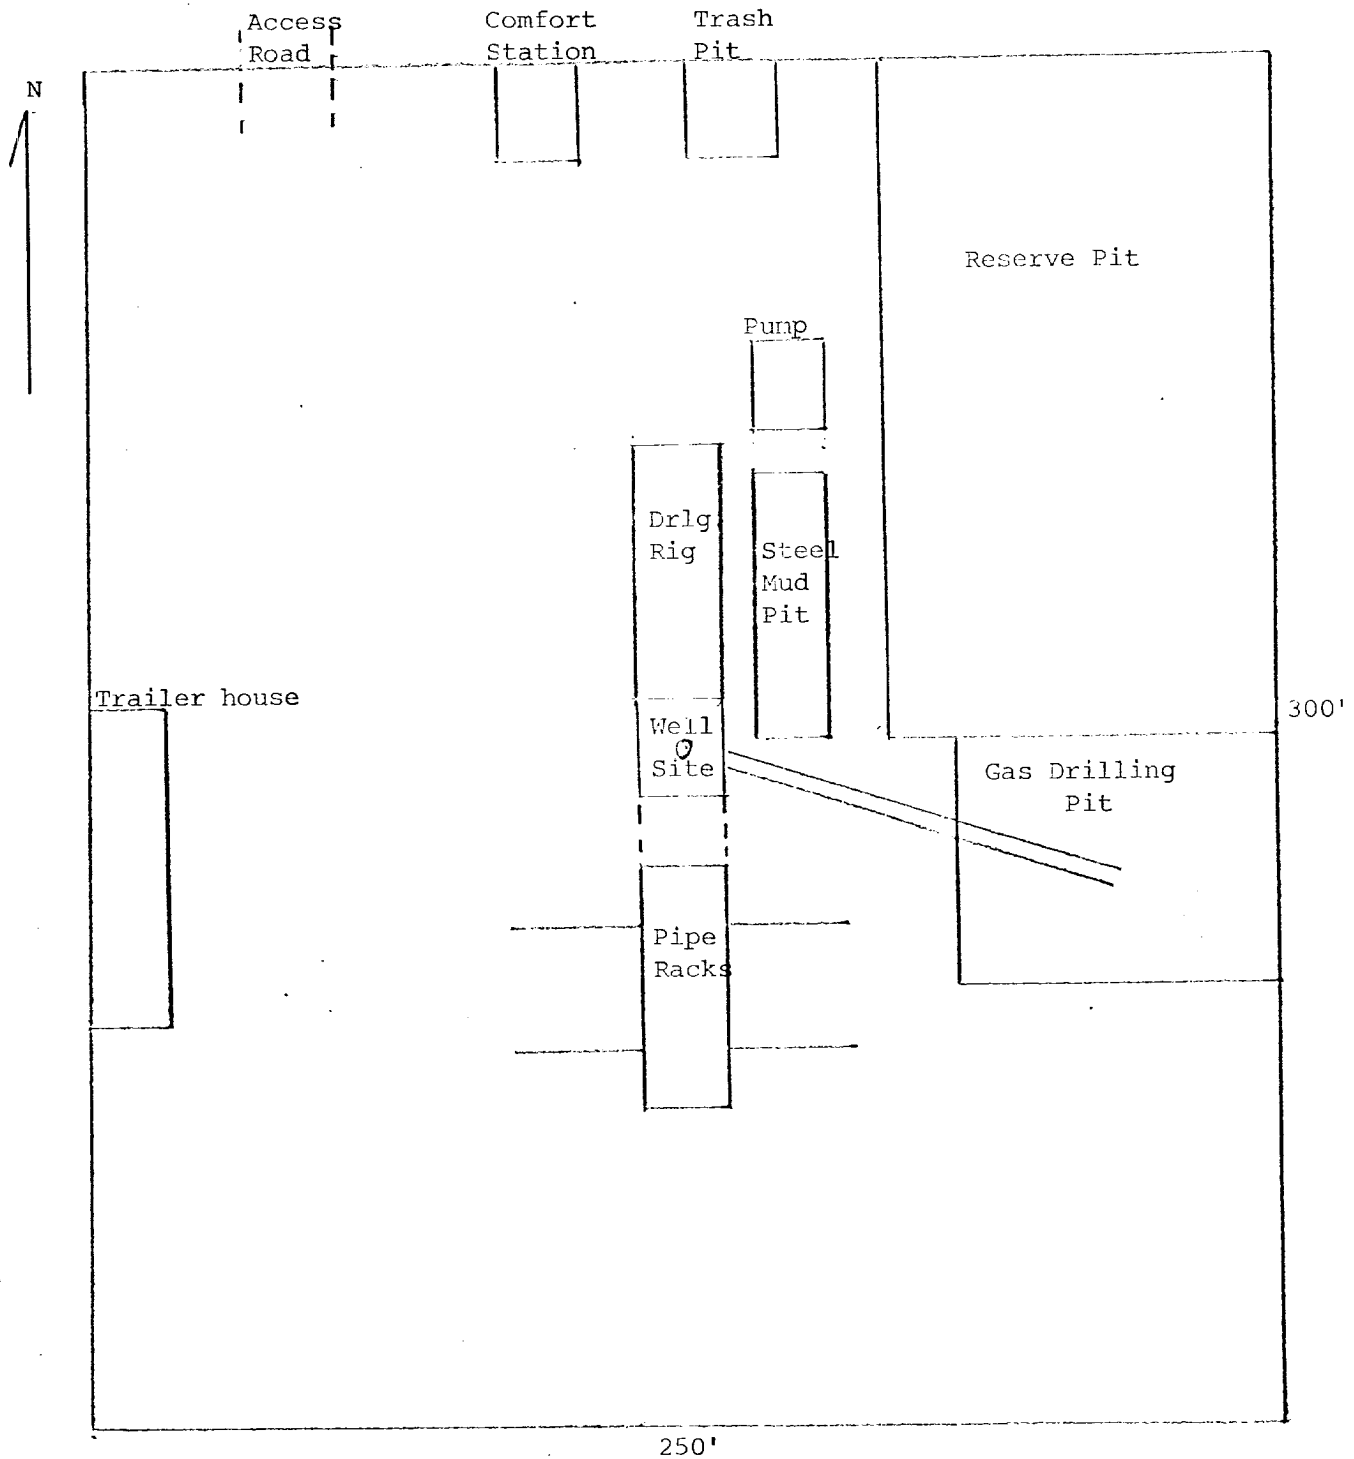 Access
Road
Comfort
Station
Trash
Pit
N
Reserve Pit
Pump
Drlg
Rig
Steel
Mud
Pit
Trailer house
Well
Site
300'
Gas Drilling
Pit
Pipe
Racks
250'